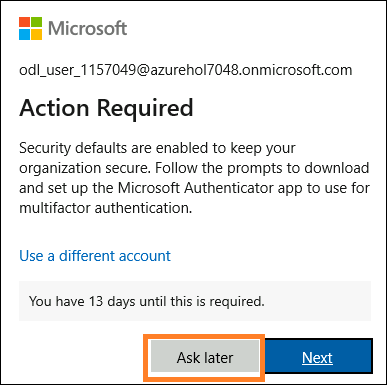 Microsoft
odl_user_1157049@azurehol7048.onmicrosoft.com
Action Required
Security defaults are enabled to keep your
organization secure. Follow the prompts to download
and set up the Microsoft Authenticator app to use for
multifactor authentication.
Use a different account
You have 13 days until this is required.
Ask later
Next